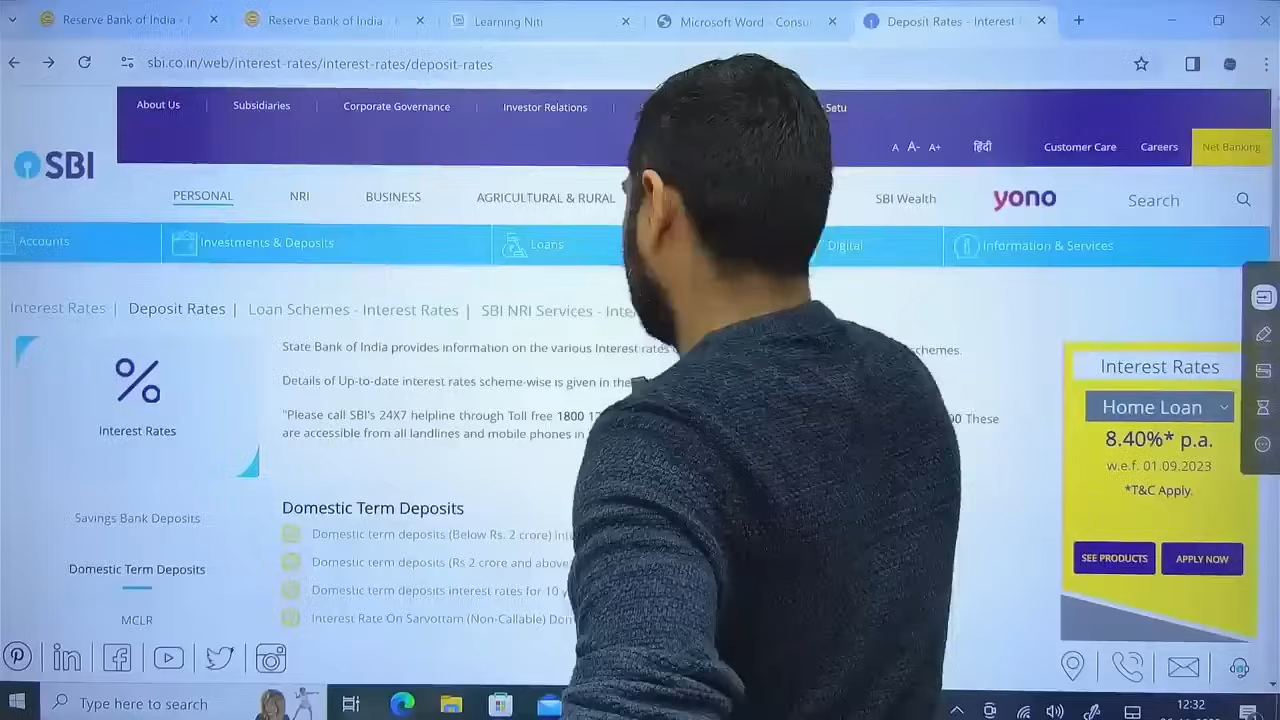 Reserve Bank of India -
Reserve Bank of India
Learning Niti
Microsoft Word - Consu
Deposit Rates - Interest
sbi.co.in/web/interest-rates/interest-rates/deposit-rates
About Us | Subsidiaries | Corporate Governance | Investor Relations | Setu
A A- A+ हिंदी Customer Care Careers Net Banking
SBI
PERSONAL NRI BUSINESS AGRICULTURAL & RURAL SBI Wealth yono Search
Accounts Investments & Deposits Loans Digital Information & Services
Interest Rates | Deposit Rates | Loan Schemes - Interest Rates | SBI NRI Services - Inte
State Bank of India provides information on the various Interest rates schemes.
Details of Up-to-date interest rates scheme-wise is given in the
"Please call SBI's 24X7 helpline through Toll free 1800 12 00 These
are accessible from all landlines and mobile phones in
%
Interest Rates
Savings Bank Deposits
Domestic Term Deposits
MCLR
Domestic Term Deposits
Domestic term deposits (Below Rs. 2 crore) int
Domestic term deposits (Rs 2 crore and above
Domestic term deposits interest rates for 10 y
Interest Rate On Sarvottam (Non-Callable) Dom
Interest Rates
Home Loan
8.40%* p.a.
w.e.f. 01.09.2023
*T&C Apply.
SEE PRODUCTS APPLY NOW
Type here to search
12:32